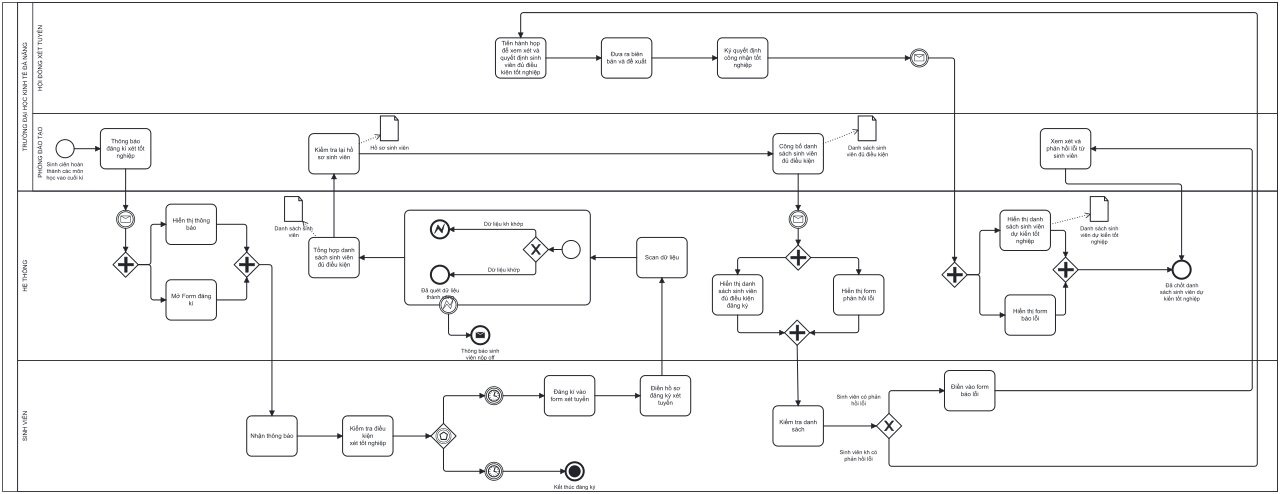 TRƯỜNG ĐẠI HỌC KINH TẾ ĐÀ NẴNG
HỘI ĐỒNG XÉT TUYỂN
Tiến hành họp
để xem xét và
quyết định sinh
viên đủ điều
kiện tốt nghiệp
Đưa ra biên
bản và đề xuất
Ký quyết định
công nhận tốt
nghiệp
PHÒNG ĐÀO TẠO
Sinh ciên hoàn
thành các môn
học vào cuối kì
Thông báo
đăng kí xét tốt
nghiệp
Kiểm tra lại hồ
sơ sinh viên
Hồ sơ sinh viên
Công bố danh
sách sinh viên
đủ điều kiện
Danh sách sinh
viên đủ điều kiện
Xem xét và
phản hồi lỗi từ
sinh viên
HỆ THỐNG
Hiển thị thông
báo
Mở Form đăng
kí
Danh sách sinh
viên
Tổng hợp danh
sách sinh viên
đủ điều kiện
Dữ liệu kh khớp
Dữ liệu khớp
Đã quét dữ liệu
thành công
Thông báo sinh
viên nộp off
Scan dữ liệu
Hiển thị danh
sách sinh viên
đủ điều kiện
đăng ký
Hiển thị form
phản hồi lỗi
Hiển thị danh
sách sinh viên
dự kiến tốt
nghiệp
Danh sách sinh
viên dự kiến tốt
nghiệp
Hiển thị form
báo lỗi
Đã chốt danh
sách sinh viên dự
kiến tốt nghiệp
SINH VIÊN
Nhận thông báo
Kiểm tra điều
kiện
xét tốt nghiệp
Đăng kí vào
form xét tuyển
Điền hồ sơ
đăng ký xét
tuyển
Kết thúc đăng ký
Kiểm tra danh
sách
Sinh viên có phản
hồi lỗi
Sinh viên kh có
phản hồi lỗi
Điền vào form
báo lỗi